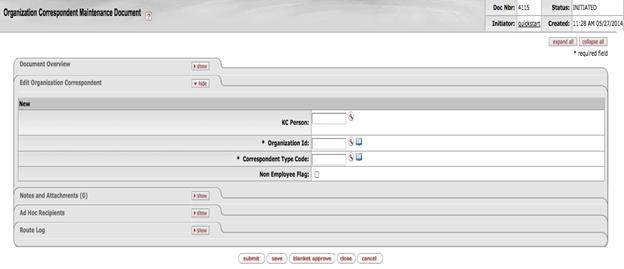 Organization Correspondent Maintenance Document ?
Doc Nbr: 4115 Status: INITIATED
Initiator: quickstart Created: 11:28 AM 05/27/2014
expand all collapse all
* required field
Document Overview show
Edit Organization Correspondent hide
New
KC Person:
* Organization Id:
* Correspondent Type Code:
Non Employee Flag:
Notes and Attachments (0) show
Ad Hoc Recipients show
Route Log show
submit save blanket approve close cancel